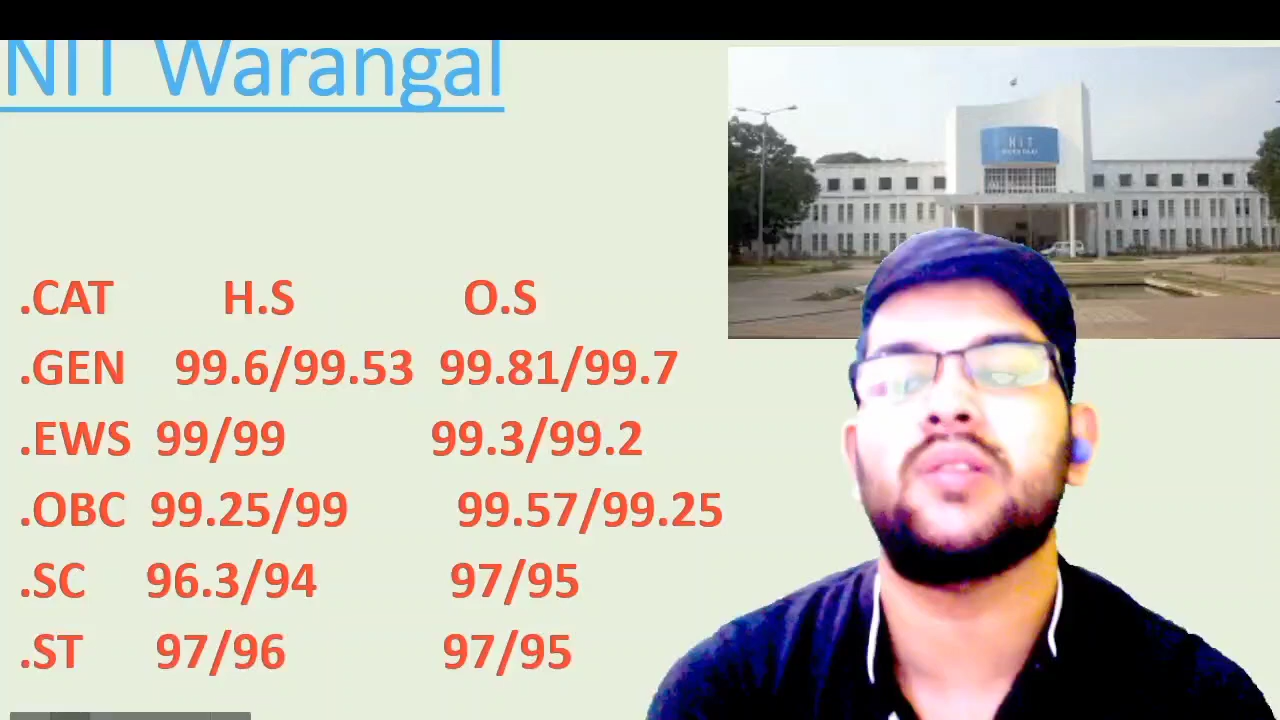 NIT Warangal
NIT
.CAT H.S O.S
.GEN 99.6/99.53 99.81/99.7
.EWS 99/99 99.3/99.2
.OBC 99.25/99 99.57/99.25
.SC 96.3/94 97/95
.ST 97/96 97/95